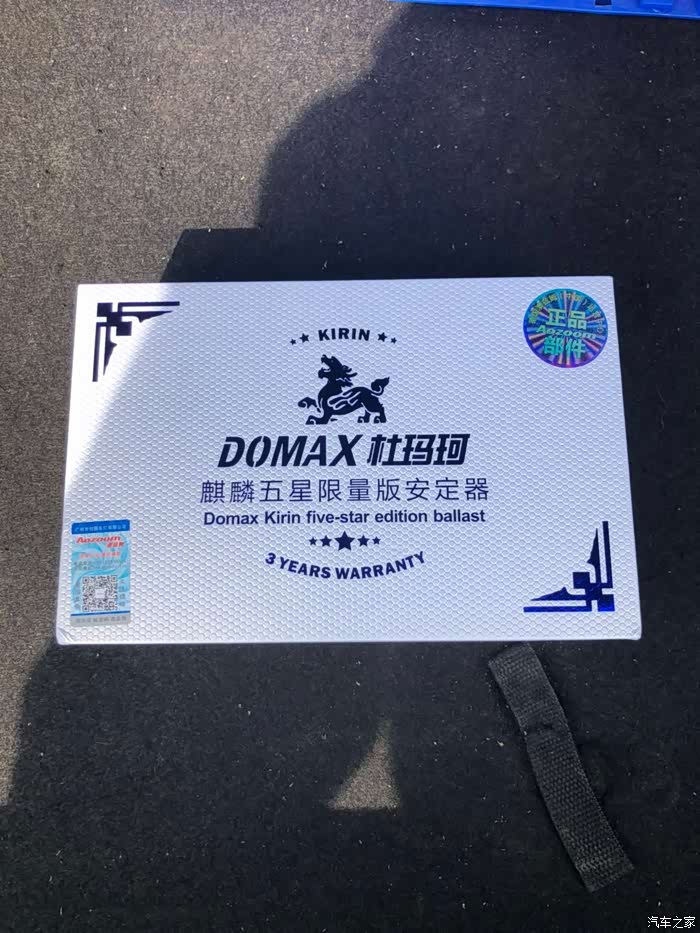 KIRIN
正品
Aozoom
部件
DOMAX 杜玛珂
麒麟五星限量版安定器
Domax Kirin five-star edition ballast
3 YEARS WARRANTY
Aozoom
汽车之家